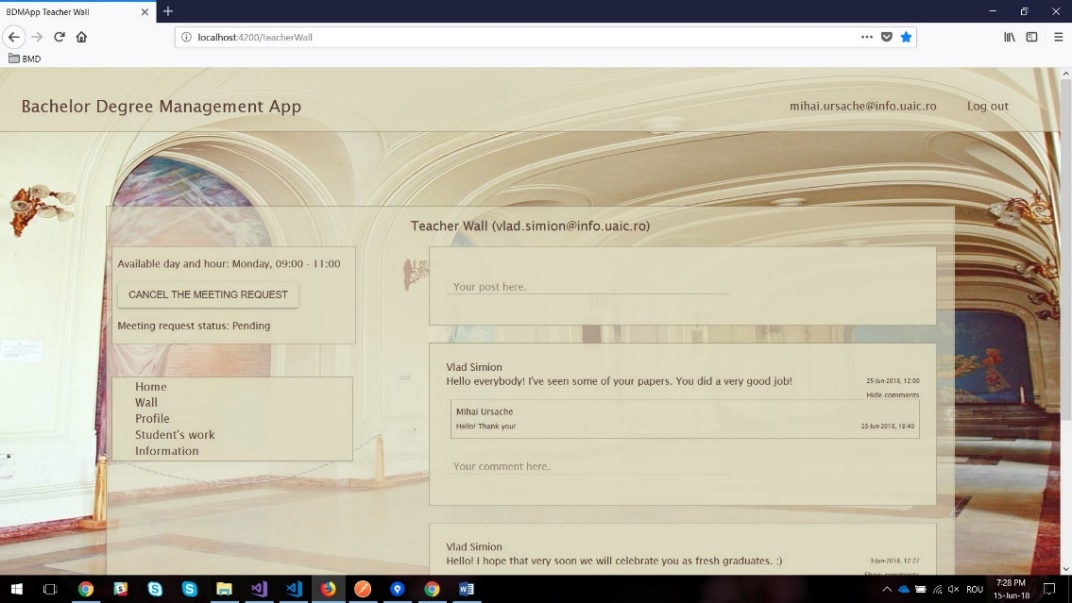 BDMApp Teacher Wall
localhost:4200/teacherWall
BMD
Bachelor Degree Management App
mihai.ursache@info.uaic.ro
Log out
Teacher Wall (vlad.simion@info.uaic.ro)
Available day and hour: Monday, 09:00 - 11:00
CANCEL THE MEETING REQUEST
Meeting request status: Pending
Home
Wall
Profile
Student's work
Information
Your post here.
Vlad Simion
Hello everybody! I've seen some of your papers. You did a very good job!
25-Jun-2018, 12:00
Hide comments
Mihai Ursache
Hello! Thank you!
25-Jun-2018, 19:40
Your comment here.
Vlad Simion
Hello! I hope that very soon we will celebrate you as fresh graduates. :)
Show comments
ROU
7:28 PM
15-Jun-18